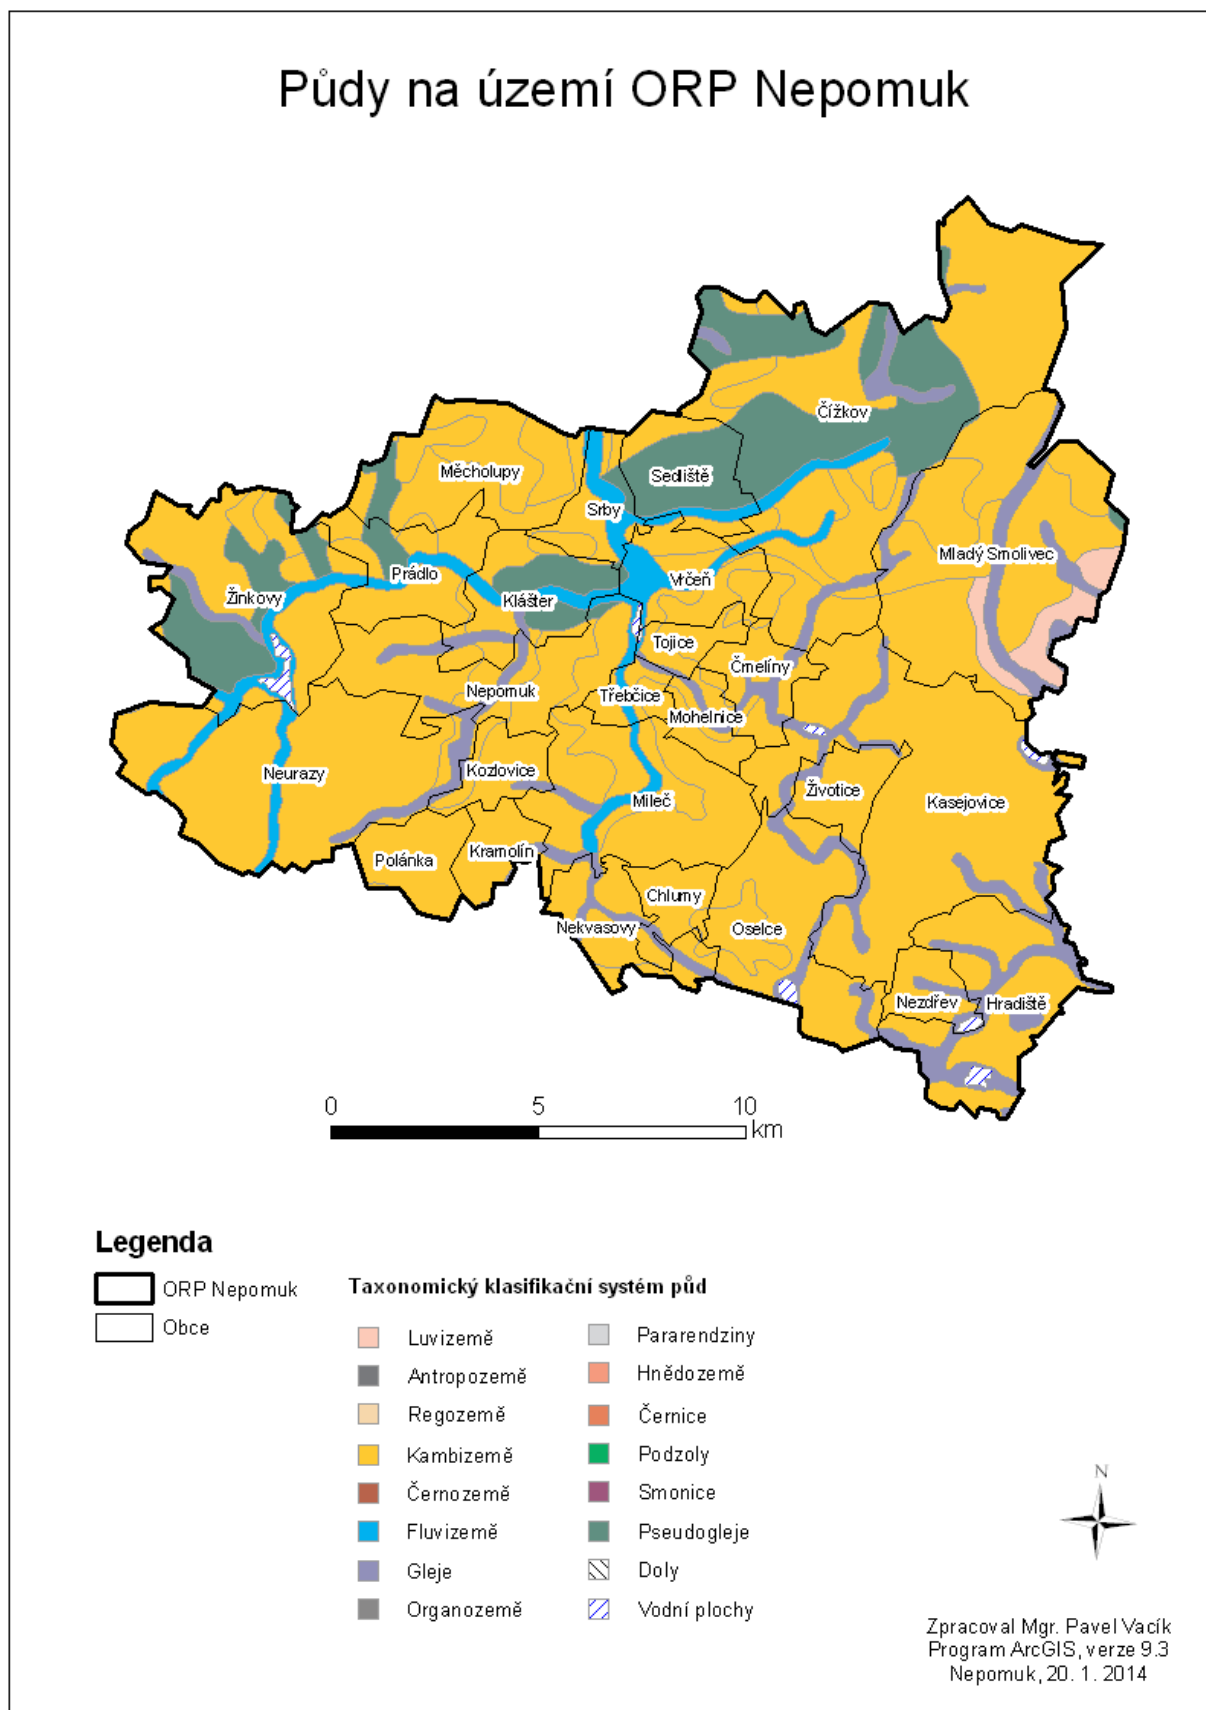 Půdy na území ORP Nepomuk
Čížkov
Měcholupy
Sedliště
Srby
Mladý Smolivec
Prádlo
Vrčeň
Žinkovy
Klášter
Tojice
Čmelíny
Nepomuk
Třebčice
Mohelnice
Neurazy
Kozlovice
Mileč
Životice
Kasejovice
Polánka
Kramolín
Chlumy
Nekvasovy
Oselce
Nezdřev
Hradiště
0 5 10
km
Legenda
ORP Nepomuk
Obce
Taxonomický klasifikační systém půd
Luvizemě
Antropozemě
Regozemě
Kambizemě
Černozemě
Fluvizemě
Gleje
Organozemě
Pararendziny
Hnědozemě
Černice
Podzoly
Smonice
Pseudogleje
Doly
Vodní plochy
N
Zpracoval Mgr. Pavel Vacík
Program ArcGIS, verze 9.3
Nepomuk, 20. 1. 2014